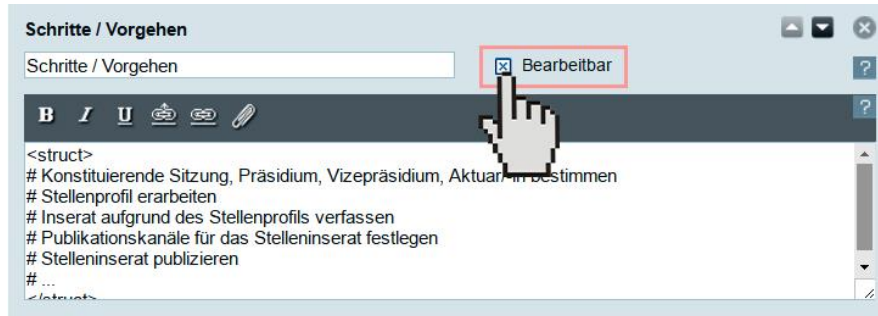 Schritte / Vorgehen
Schritte / Vorgehen Bearbeitbar ?
B I U ?
<struct>
# Konstituierende Sitzung, Präsidium, Vizepräsidium, Aktuar/-in bestimmen
# Stellenprofil erarbeiten
# Inserat aufgrund des Stellenprofils verfassen
# Publikationskanäle für das Stelleninserat festlegen
# Stelleninserat publizieren
# ...
</struct>